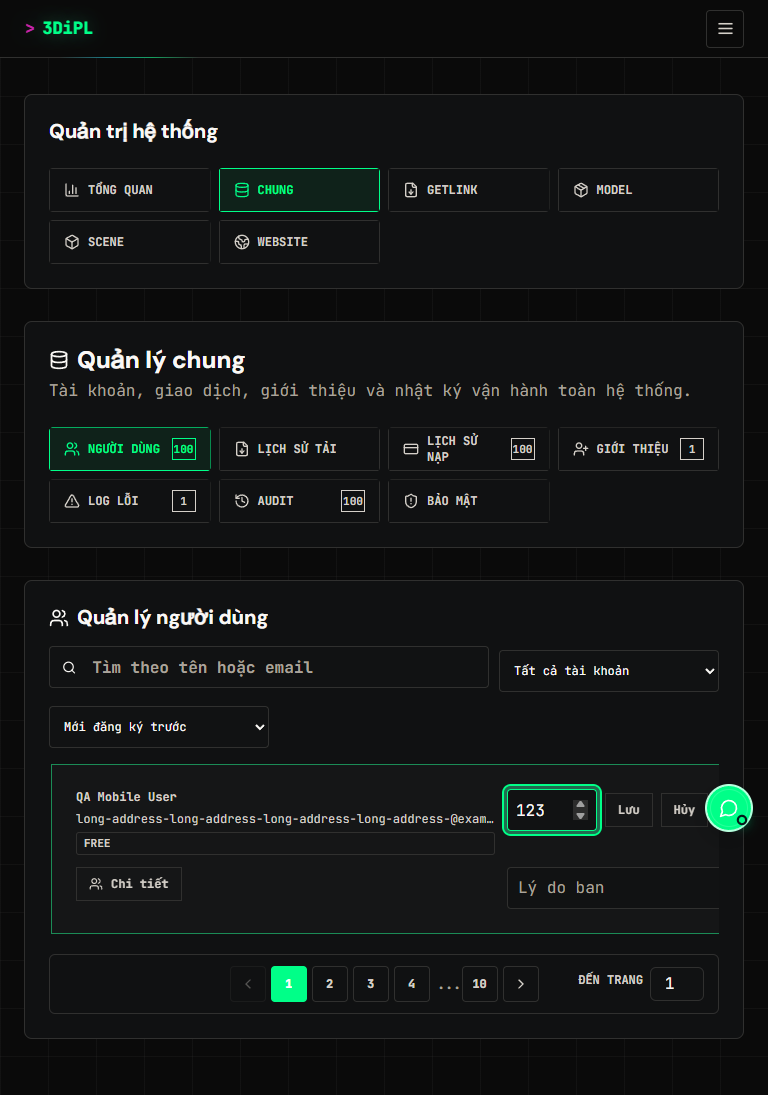 > 3DiPL
Quản trị hệ thống
TỔNG QUAN
CHUNG
GETLINK
MODEL
SCENE
WEBSITE
Quản lý chung
Tài khoản, giao dịch, giới thiệu và nhật ký vận hành toàn hệ thống.
NGƯỜI DÙNG 100
LỊCH SỬ TẢI
LỊCH SỬ
NẠP 100
GIỚI THIỆU 1
LOG LỖI 1
AUDIT 100
BẢO MẬT
Quản lý người dùng
Tìm theo tên hoặc email
Tất cả tài khoản
Mới đăng ký trước
QA Mobile User
long-address-long-address-long-address-long-address-@exam…
FREE
123
Lưu
Hủy
Chi tiết
Lý do ban
1 2 3 4 ... 10
ĐẾN TRANG 1